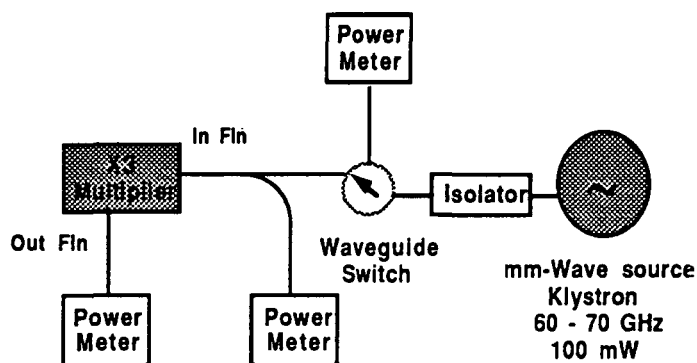 Power
Meter
In Fin
X3
Multiplier
Isolator
~
Out Fin
Waveguide
Switch
mm-Wave source
Klystron
60 - 70 GHz
100 mW
Power
Meter
Power
Meter